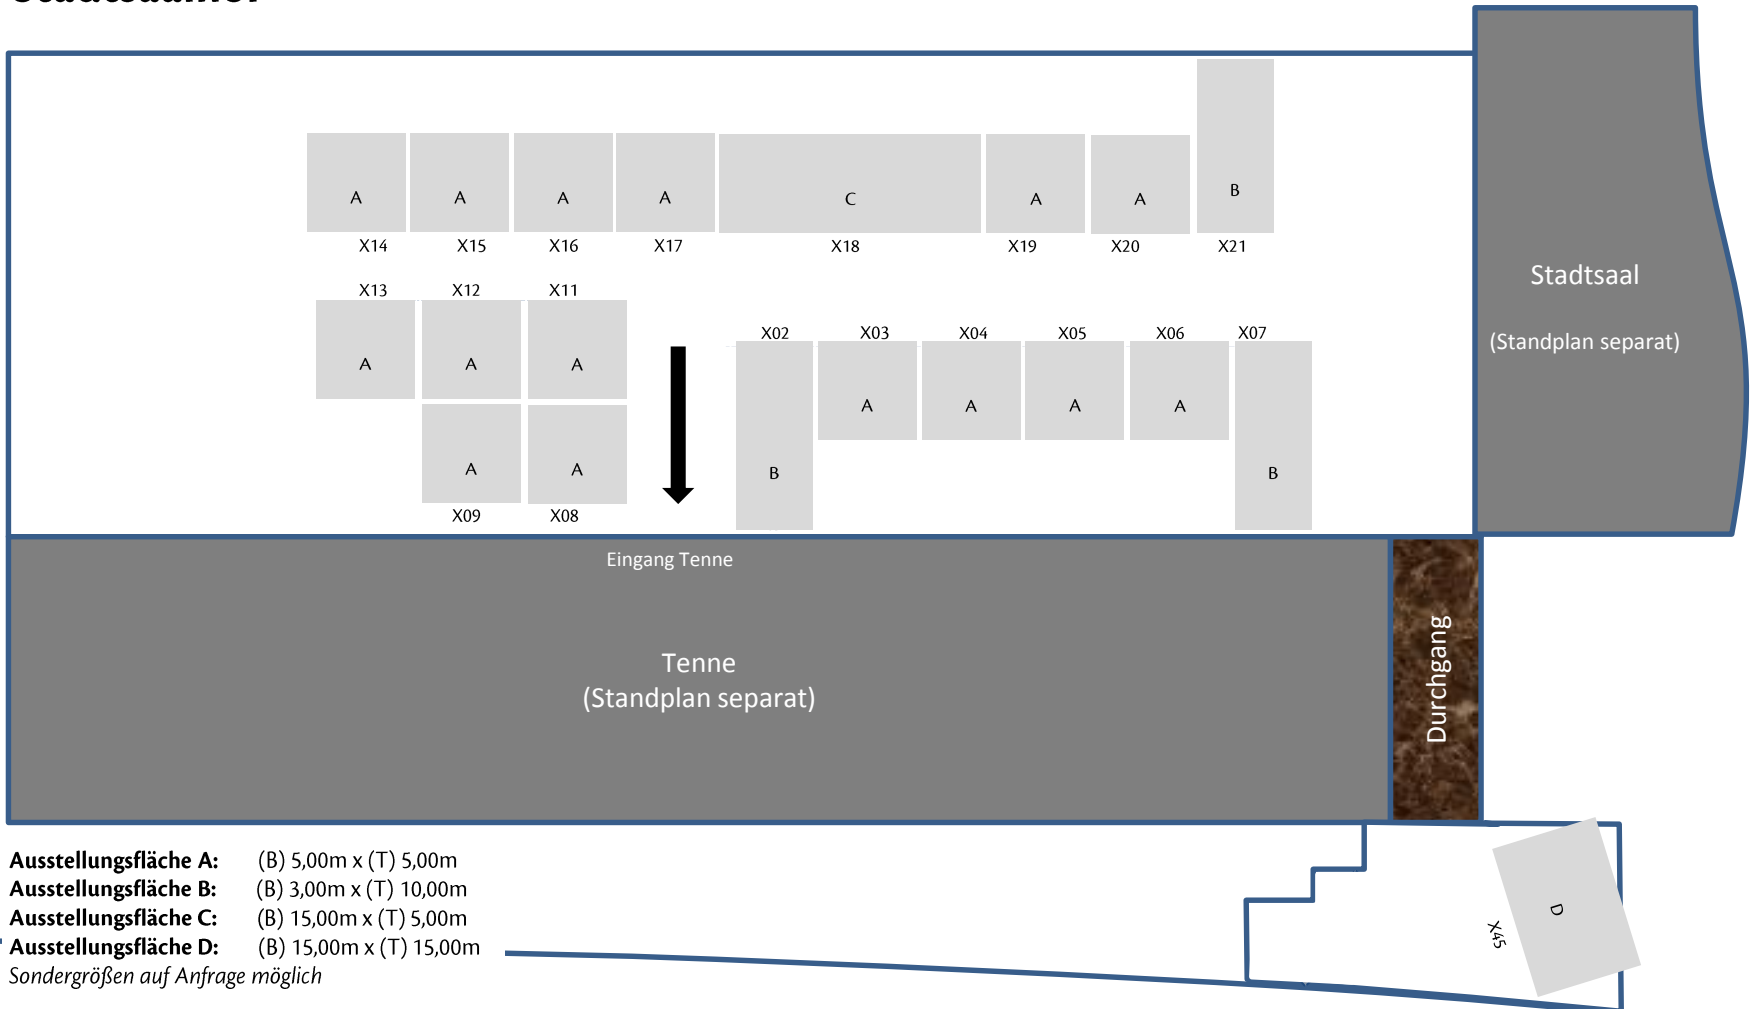 A A A A C A A B
X14 X15 X16 X17 X18 X19 X20 X21
Stadtsaal
(Standplan separat)
X13 X12 X11
X02 X03 X04 X05 X06 X07
A A A
A A A A
A A
B B
X09 X08
Eingang Tenne
Tenne
(Standplan separat)
Durchgang
Ausstellungsfläche A: (B) 5,00m x (T) 5,00m
Ausstellungsfläche B: (B) 3,00m x (T) 10,00m
Ausstellungsfläche C: (B) 15,00m x (T) 5,00m
Ausstellungsfläche D: (B) 15,00m x (T) 15,00m
Sondergrößen auf Anfrage möglich
D
X45